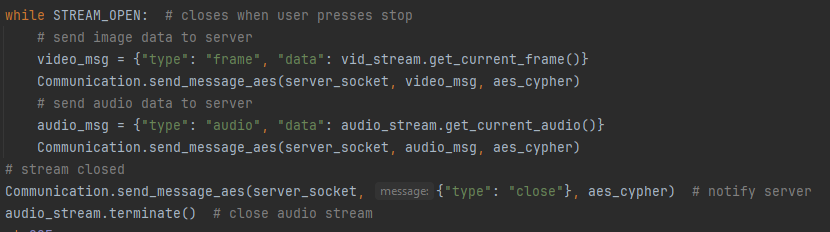 while STREAM_OPEN:  # closes when user presses stop
    # send image data to server
    video_msg = {"type": "frame", "data": vid_stream.get_current_frame()}
    Communication.send_message_aes(server_socket, video_msg, aes_cypher)
    # send audio data to server
    audio_msg = {"type": "audio", "data": audio_stream.get_current_audio()}
    Communication.send_message_aes(server_socket, audio_msg, aes_cypher)
# stream closed
Communication.send_message_aes(server_socket, message: {"type": "close"}, aes_cypher)  # notify server
audio_stream.terminate()  # close audio stream